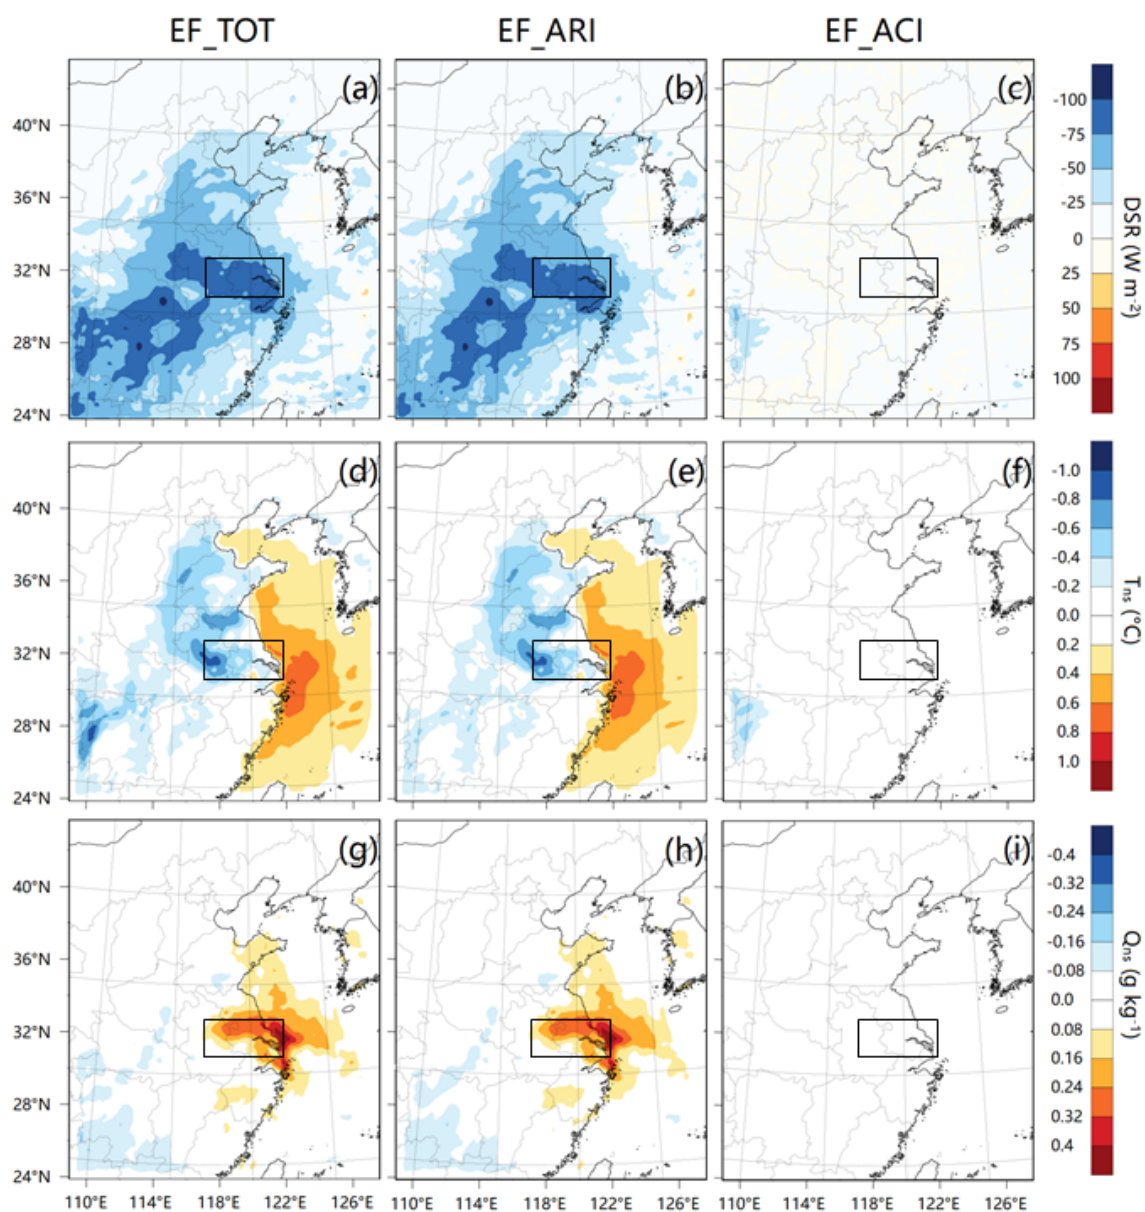 EF_TOT EF_ARI EF_ACI
(a) (b) (c)
40°N
36°N
32°N
28°N
24°N
-100
-75
-50
-25
0
25
50
75
100
DSR (W m⁻²)
(d) (e) (f)
40°N
36°N
32°N
28°N
24°N
-1.0
-0.8
-0.6
-0.4
-0.2
0.0
0.2
0.4
0.6
0.8
1.0
Tₙₛ (°C)
(g) (h) (i)
40°N
36°N
32°N
28°N
24°N
-0.4
-0.32
-0.24
-0.16
-0.08
0.0
0.08
0.16
0.24
0.32
0.4
Qₙₛ (g kg⁻¹)
110°E 114°E 118°E 122°E 126°E 110°E 114°E 118°E 122°E 126°E 110°E 114°E 118°E 122°E 126°E